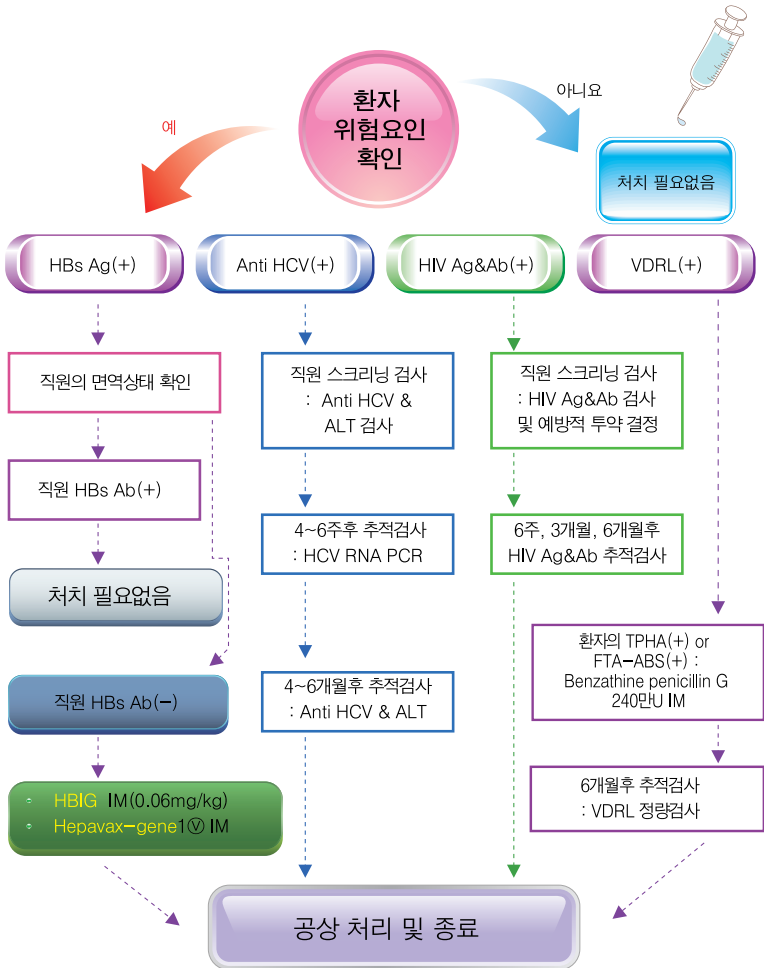 환자
위험요인
확인
예
아니요
처치 필요없음
HBs Ag(+)
Anti HCV(+)
HIV Ag&Ab(+)
VDRL(+)
직원의 면역상태 확인
직원 HBs Ab(+)
처치 필요없음
직원 HBs Ab(-)
HBIG IM(0.06mg/kg)
Hepavax-gene1Ⓥ IM
직원 스크리닝 검사
: Anti HCV &
ALT 검사
4~6주후 추적검사
: HCV RNA PCR
4~6개월후 추적검사
: Anti HCV & ALT
직원 스크리닝 검사
: HIV Ag&Ab 검사
및 예방적 투약 결정
6주, 3개월, 6개월후
HIV Ag&Ab 추적검사
환자의 TPHA(+) or
FTA-ABS(+) :
Benzathine penicillin G
240만U IM
6개월후 추적검사
: VDRL 정량검사
공상 처리 및 종료